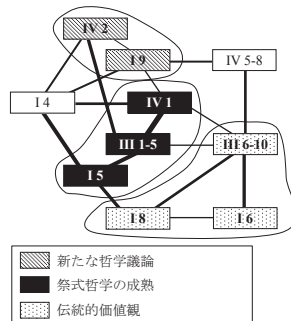 IV 2
I 9
IV 5-8
I 4
IV 1
III 1-5
III 6-10
I 5
I 8
I 6
新たな哲学議論
祭式哲学の成熟
伝統的価値観